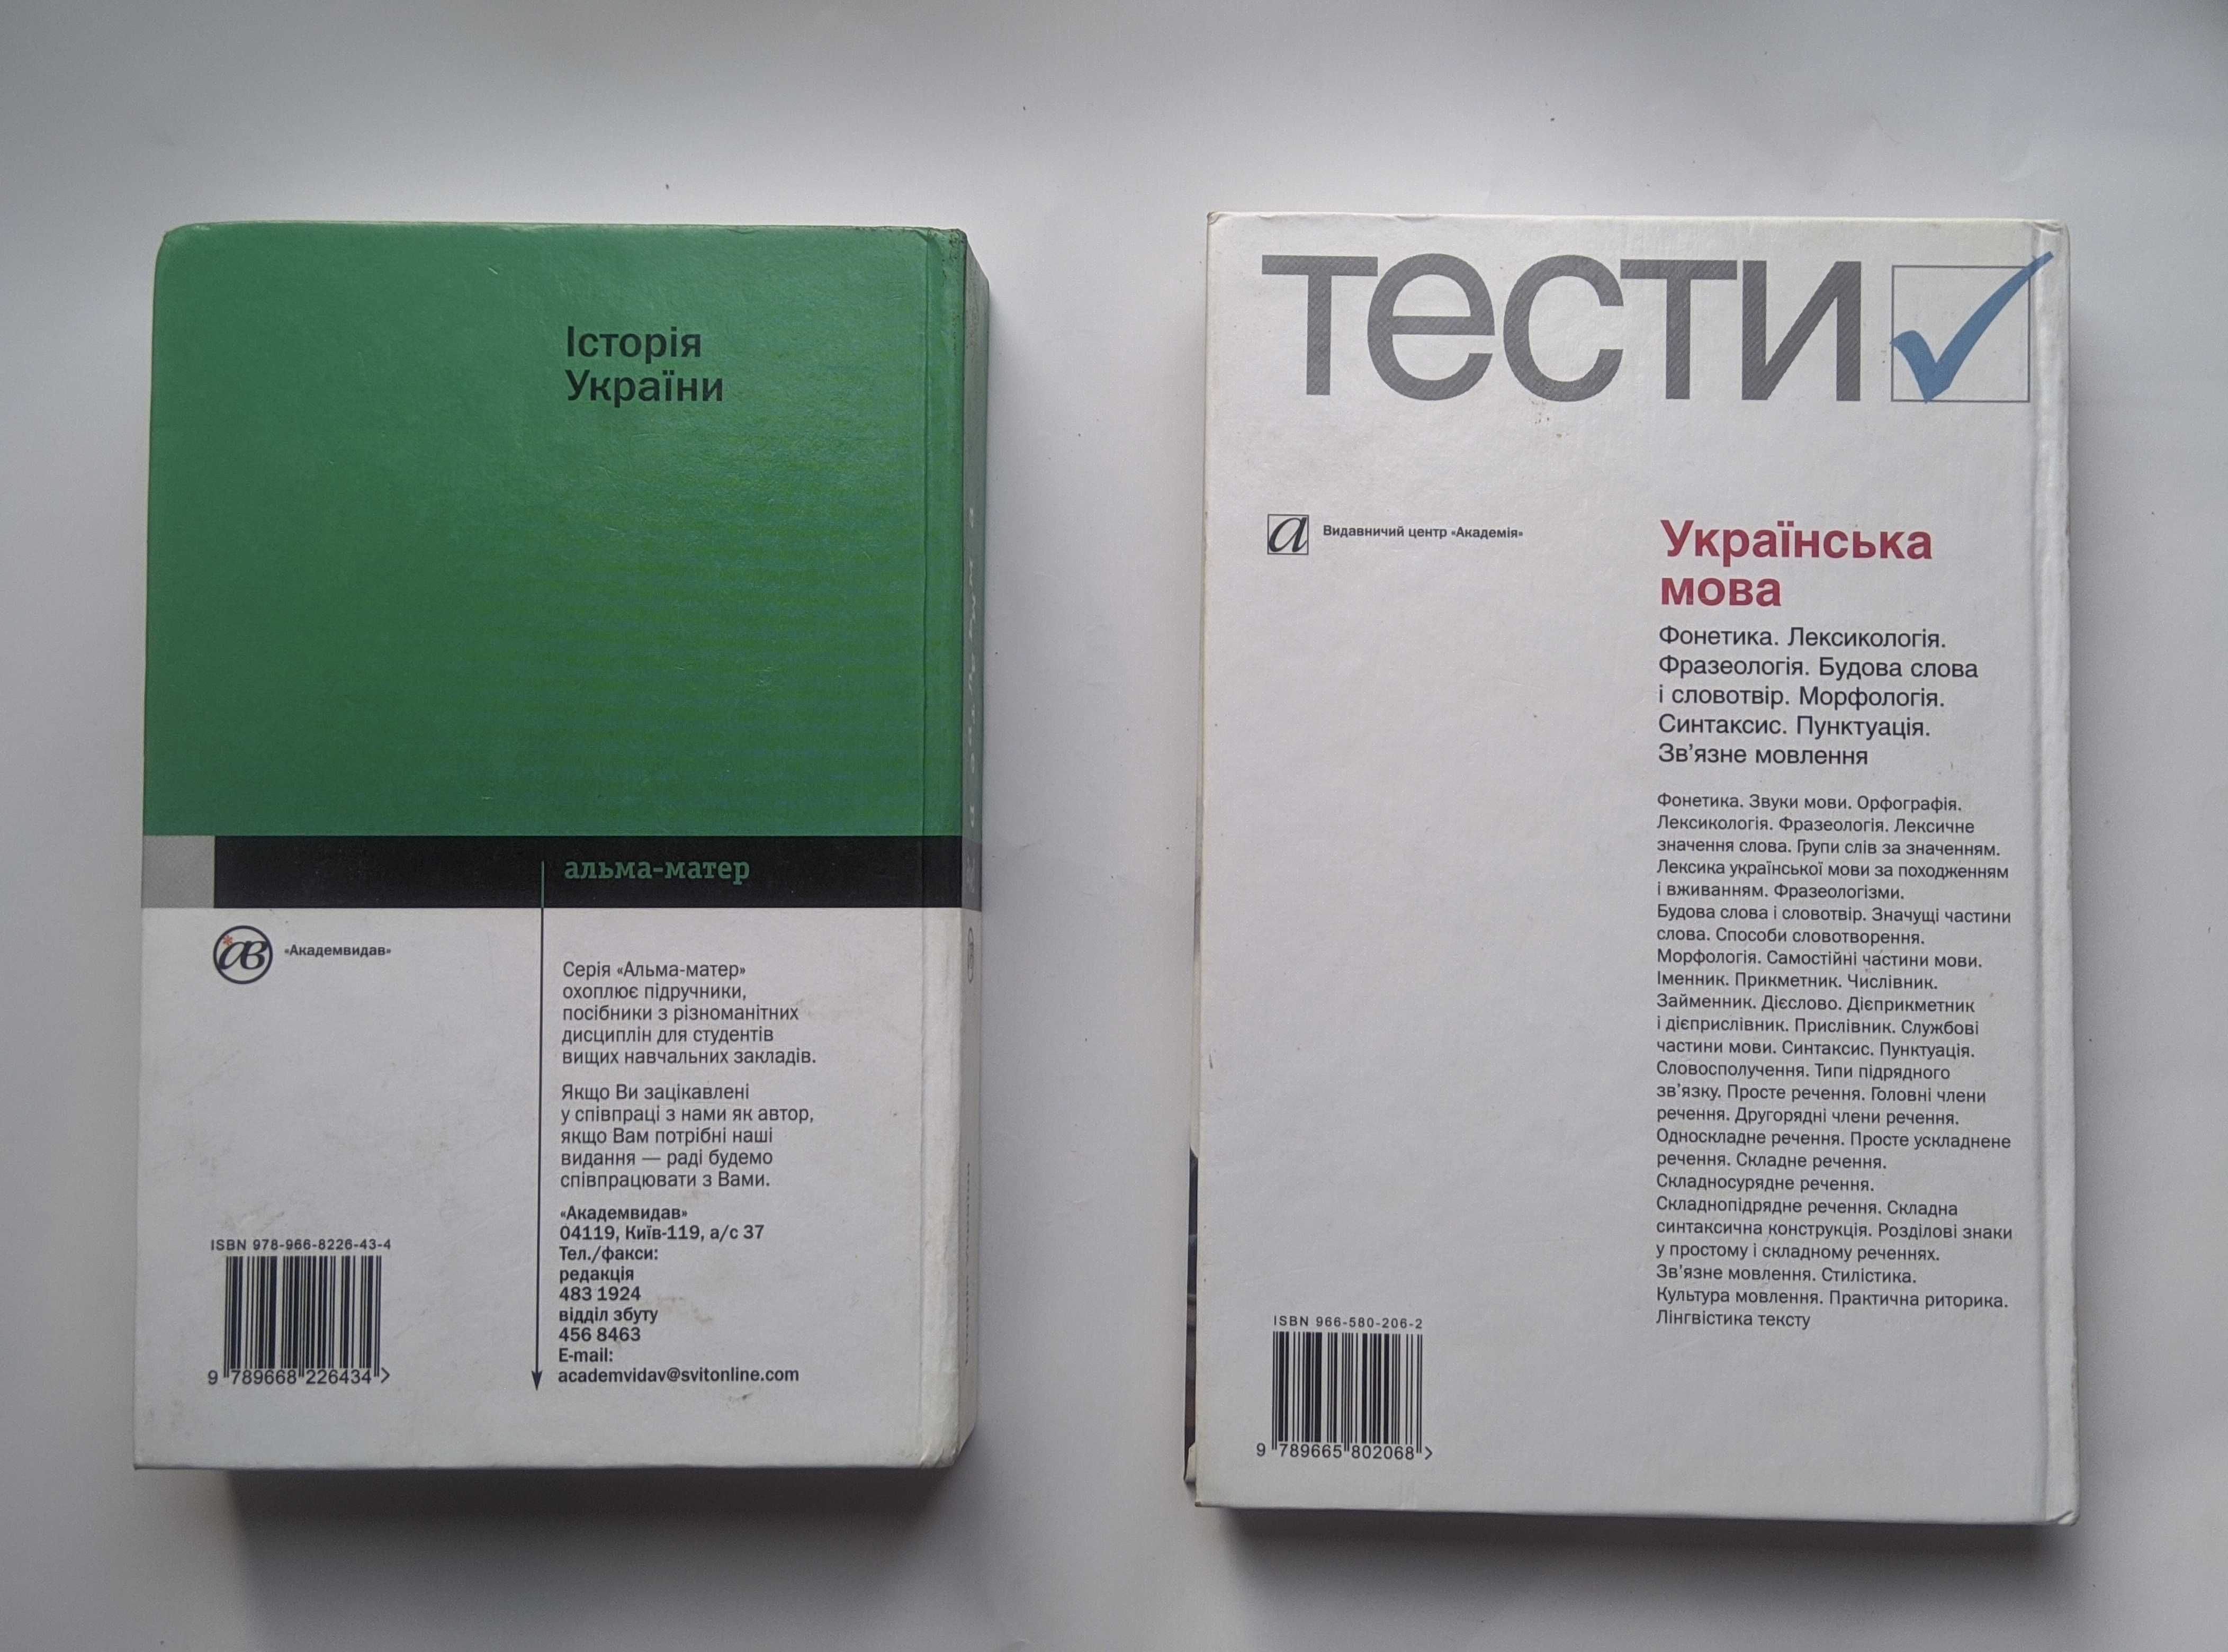 Історія
України
альма-матер
«Академвидав»
Серія «Альма-матер»
охоплює підручники,
посібники з різноманітних
дисциплін для студентів
вищих навчальних закладів.
Якщо Ви зацікавлені
у співпраці з нами як автор,
якщо Вам потрібні наші
видання — раді будемо
співпрацювати з Вами.
«Академвидав»
04119, Київ-119, а/с 37
Тел./факси:
редакція
483 1924
відділ збуту
456 8463
E-mail:
academvidav@svitonline.com
ISBN 978-966-8226-43-4
9 789668 226434 >
тести
a Видавничий центр «Академія»
Українська
мова
Фонетика. Лексикологія.
Фразеологія. Будова слова
і словотвір. Морфологія.
Синтаксис. Пунктуація.
Зв’язне мовлення
Фонетика. Звуки мови. Орфографія.
Лексикологія. Фразеологія. Лексичне
значення слова. Групи слів за значенням.
Лексика української мови за походженням
і вживанням. Фразеологізми.
Будова слова і словотвір. Значущі частини
слова. Способи словотворення.
Морфологія. Самостійні частини мови.
Іменник. Прикметник. Числівник.
Займенник. Дієслово. Дієприкметник
і дієприслівник. Прислівник. Службові
частини мови. Синтаксис. Пунктуація.
Словосполучення. Типи підрядного
зв’язку. Просте речення. Головні члени
речення. Другорядні члени речення.
Односкладне речення. Просте ускладнене
речення. Складне речення.
Складносурядне речення.
Складнопідрядне речення. Складна
синтаксична конструкція. Розділові знаки
у простому і складному реченнях.
Зв’язне мовлення. Стилістика.
Культура мовлення. Практична риторика.
Лінгвістика тексту
ISBN 966-580-206-2
9 789665 802068 >